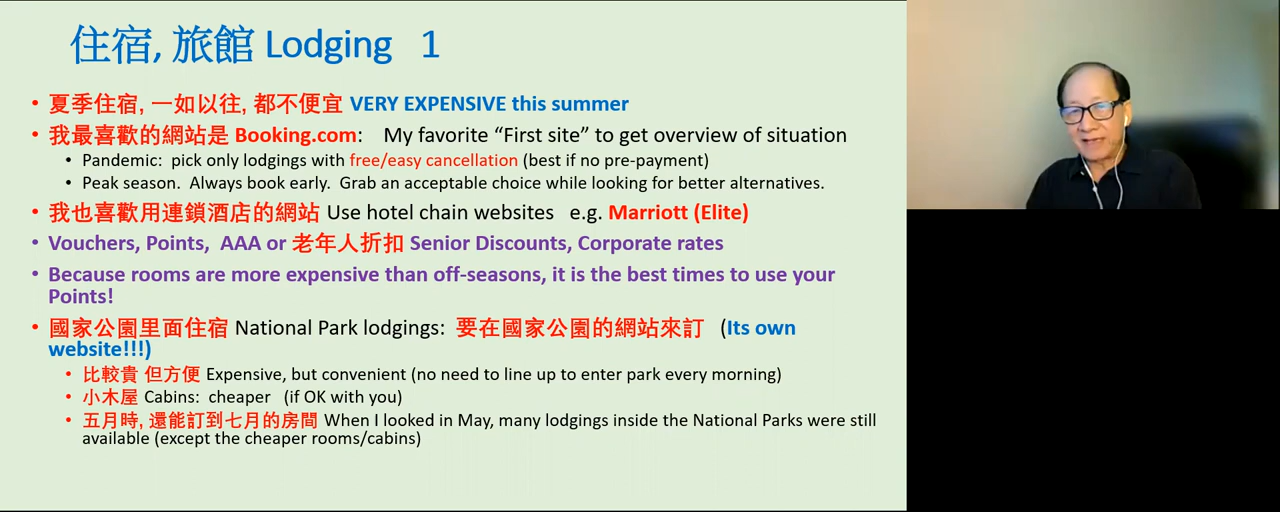 住宿, 旅館 Lodging 1
• 夏季住宿, 一如以往, 都不便宜 VERY EXPENSIVE this summer
• 我最喜歡的網站是 Booking.com: My favorite “First site” to get overview of situation
• Pandemic: pick only lodgings with free/easy cancellation (best if no pre-payment)
• Peak season. Always book early. Grab an acceptable choice while looking for better alternatives.
• 我也喜歡用連鎖酒店的網站 Use hotel chain websites e.g. Marriott (Elite)
• Vouchers, Points, AAA or 老年人折扣 Senior Discounts, Corporate rates
• Because rooms are more expensive than off-seasons, it is the best times to use your
Points!
• 國家公園里面住宿 National Park lodgings: 要在國家公園的網站來訂 (Its own
website!!!)
• 比較貴 但方便 Expensive, but convenient (no need to line up to enter park every morning)
• 小木屋 Cabins: cheaper (if OK with you)
• 五月時, 還能訂到七月的房間 When I looked in May, many lodgings inside the National Parks were still
available (except the cheaper rooms/cabins)